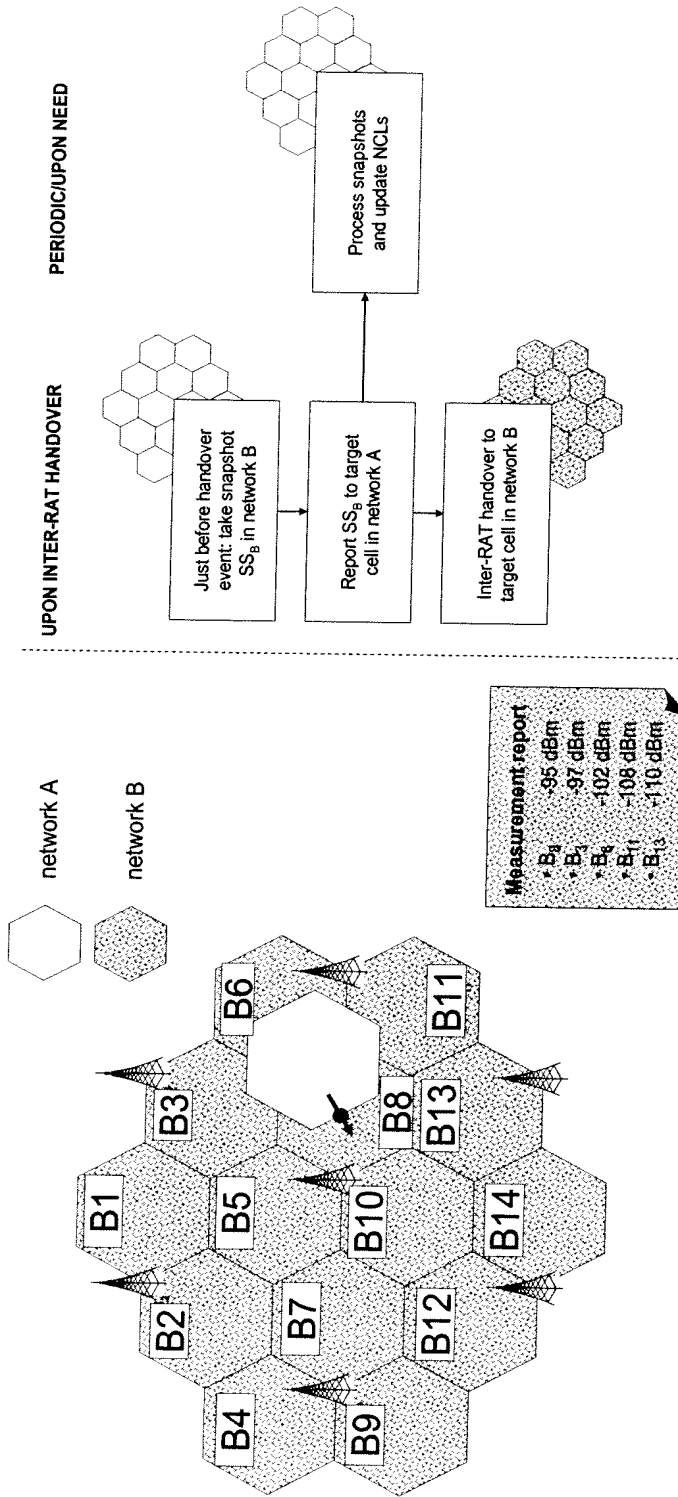 network A
network B
B1
B2
B3
B4
B5
B6
B7
B8
B9
B10
B11
B12
B13
B14
Measurement report
• B₈ -95 dBm
• B₃ -97 dBm
• B₆ -102 dBm
• B₁₁ -108 dBm
• B₁₃ -110 dBm
UPON INTER-RAT HANDOVER
Just before handover
event: take snapshot
SS_B in network B
Report SS_B to target
cell in network A
Inter-RAT handover to
target cell in network B
PERIODIC/UPON NEED
Process snapshots
and update NCLs